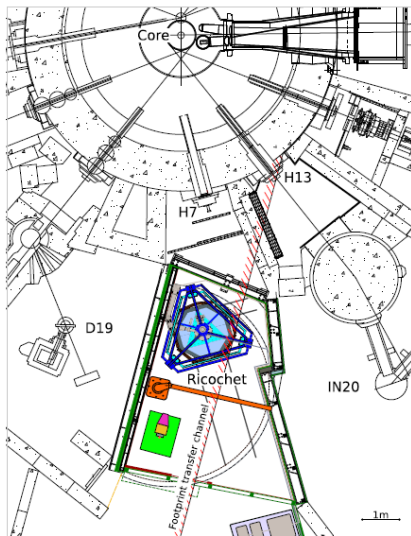 Core
H13
H7
D19
Ricochet
IN20
Footprint transfer channel
1m